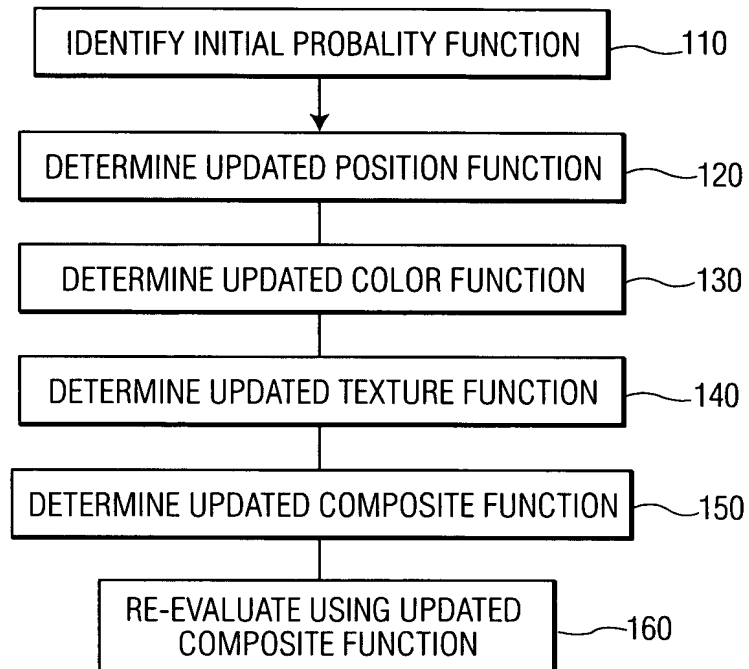 IDENTIFY INITIAL PROBALITY FUNCTION 110
DETERMINE UPDATED POSITION FUNCTION 120
DETERMINE UPDATED COLOR FUNCTION 130
DETERMINE UPDATED TEXTURE FUNCTION 140
DETERMINE UPDATED COMPOSITE FUNCTION 150
RE-EVALUATE USING UPDATED
COMPOSITE FUNCTION 160